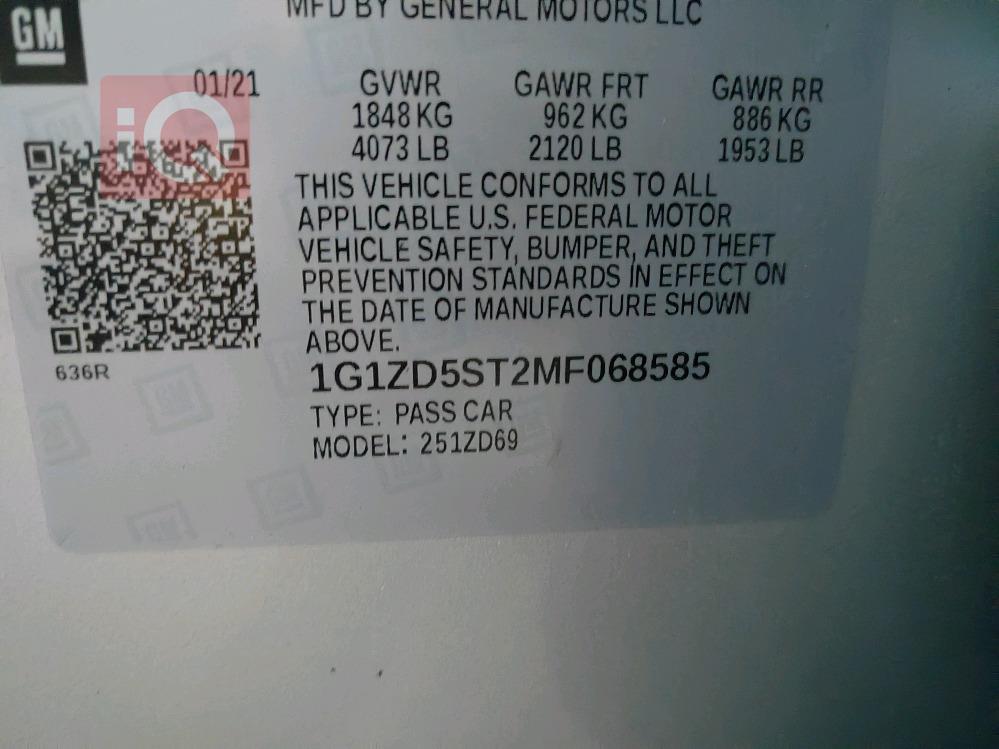 GM
MFD BY GENERAL MOTORS LLC
01/21 GVWR GAWR FRT GAWR RR
1848 KG 962 KG 886 KG
4073 LB 2120 LB 1953 LB
iQ
THIS VEHICLE CONFORMS TO ALL
APPLICABLE U.S. FEDERAL MOTOR
VEHICLE SAFETY, BUMPER, AND THEFT
PREVENTION STANDARDS IN EFFECT ON
THE DATE OF MANUFACTURE SHOWN
ABOVE.
636R
1G1ZD5ST2MF068585
TYPE: PASS CAR
MODEL: 251ZD69